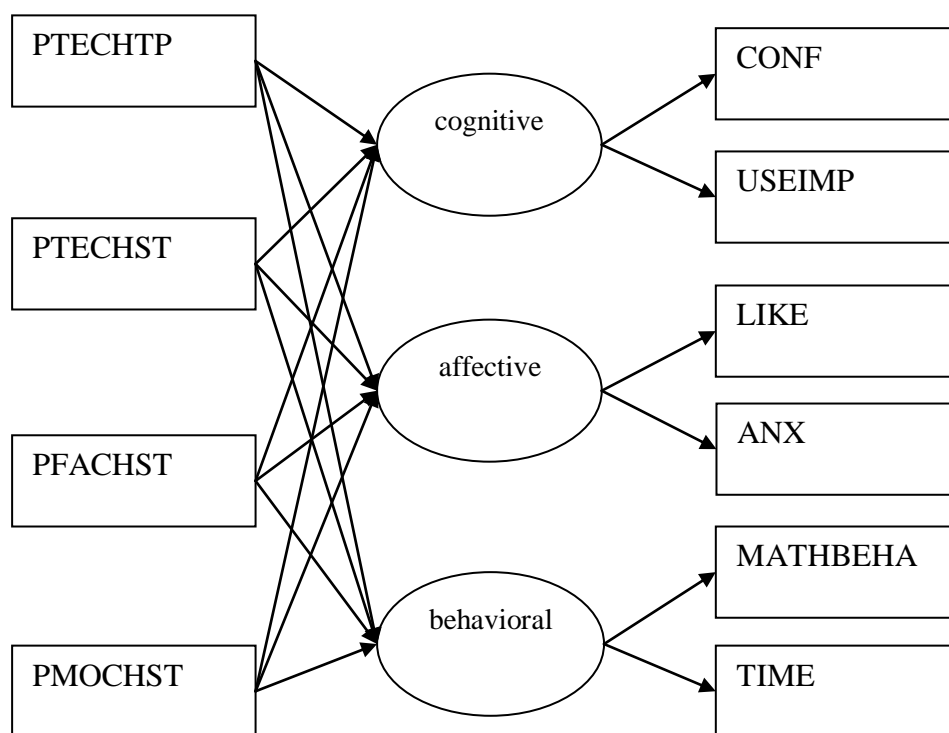 PTECHTP
PTECHST
PFACHST
PMOCHST
cognitive
affective
behavioral
CONF
USEIMP
LIKE
ANX
MATHBEHA
TIME